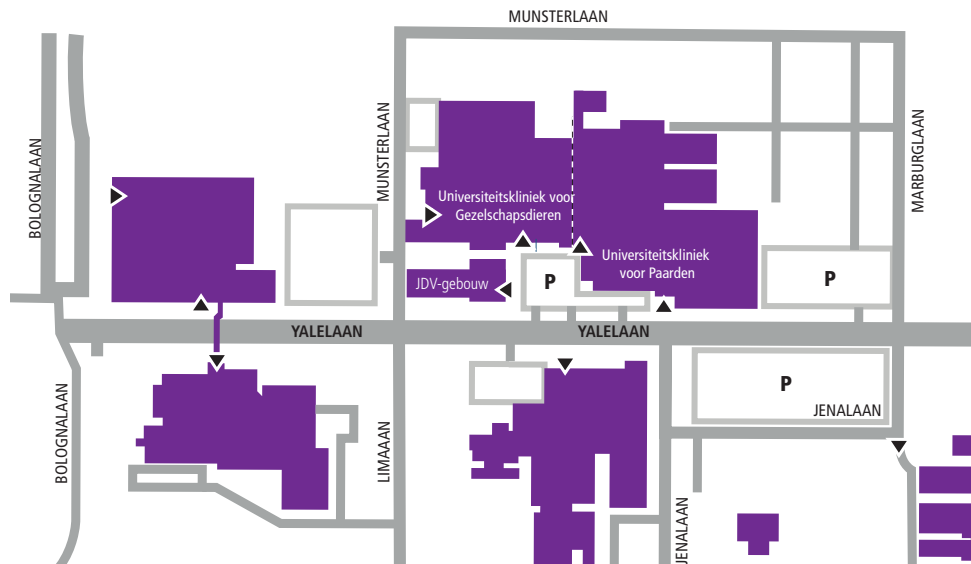 MUNSTERLAAN
BOLOGNALAAN
MUNSTERLAAN
MARBURGLAAN
Universiteitskliniek voor
Gezelschapsdieren
Universiteitskliniek
voor Paarden
JDV-gebouw
P
P
YALELAAN
YALELAAN
P
JENALAAN
BOLOGNALAAN
LIMAAAN
JENALAAN